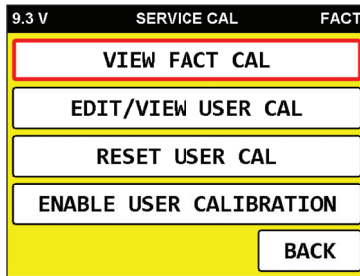 9.3 V SERVICE CAL FACT
VIEW FACT CAL
EDIT/VIEW USER CAL
RESET USER CAL
ENABLE USER CALIBRATION
BACK